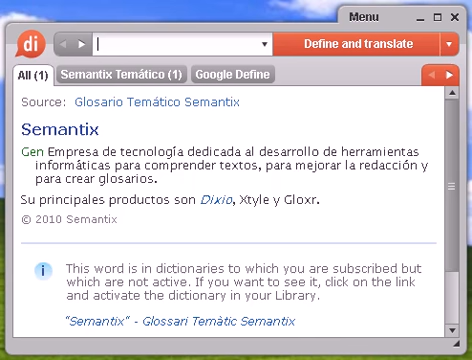 Menu
di
Define and translate
All (1)
Semantix Temático (1)
Google Define
Source: Glosario Temático Semantix
Semantix
Gen Empresa de tecnología dedicada al desarrollo de herramientas
informáticas para comprender textos, para mejorar la redacción y
para crear glosarios.
Su principales productos son Dixio, Xtyle y Gloxr.
© 2010 Semantix
i
This word is in dictionaries to which you are subscribed but
which are not active. If you want to see it, click on the link
and activate the dictionary in your Library.
"Semantix" - Glossari Temàtic Semantix